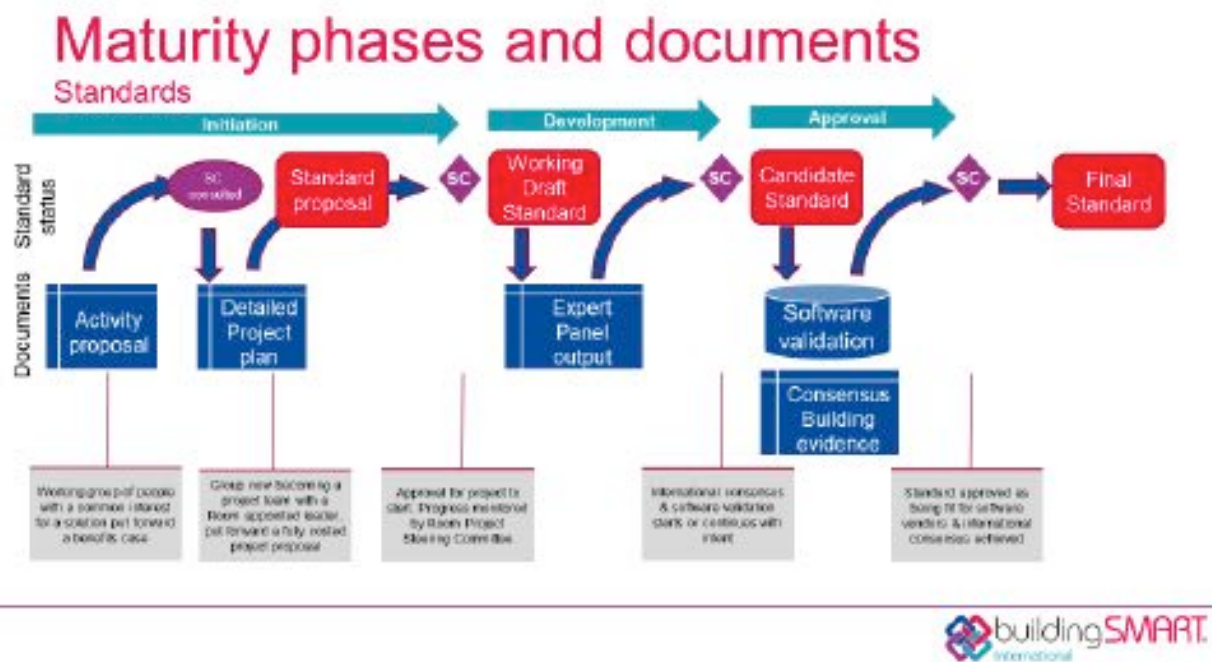 Maturity phases and documents
Standards
Initiation
Development
Approval
Standard
status
SC
consulted
Standard
proposal
SC
Working
Draft
Standard
SC
Candidate
Standard
SC
Final
Standard
Documents
Activity
proposal
Detailed
Project
plan
Expert
Panel
output
Software
validation
Consensus
Building
evidence
Working group of people
with a common interest
for a solution put forward
a benefits case
Group now becoming a
project team with a
Room appointed leader,
put forward a fully costed
project proposal
Approval for project to
start. Progress monitored
by Room Project
Steering Committee
International consensus
& software validation
starts or continues with
intent
Standard approved as
being fit for software
vendors & international
consensus achieved
buildingSMART.
International